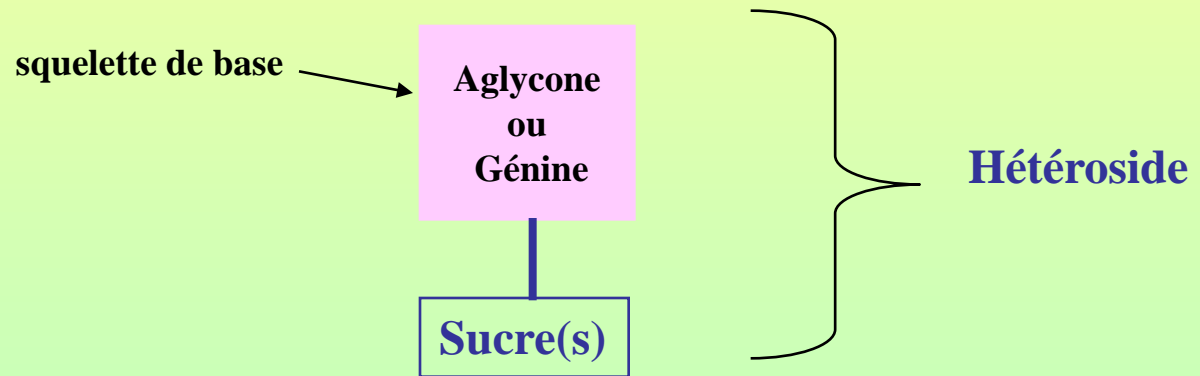 squelette de base
Aglycone
ou
Génine
Hétéroside
Sucre(s)